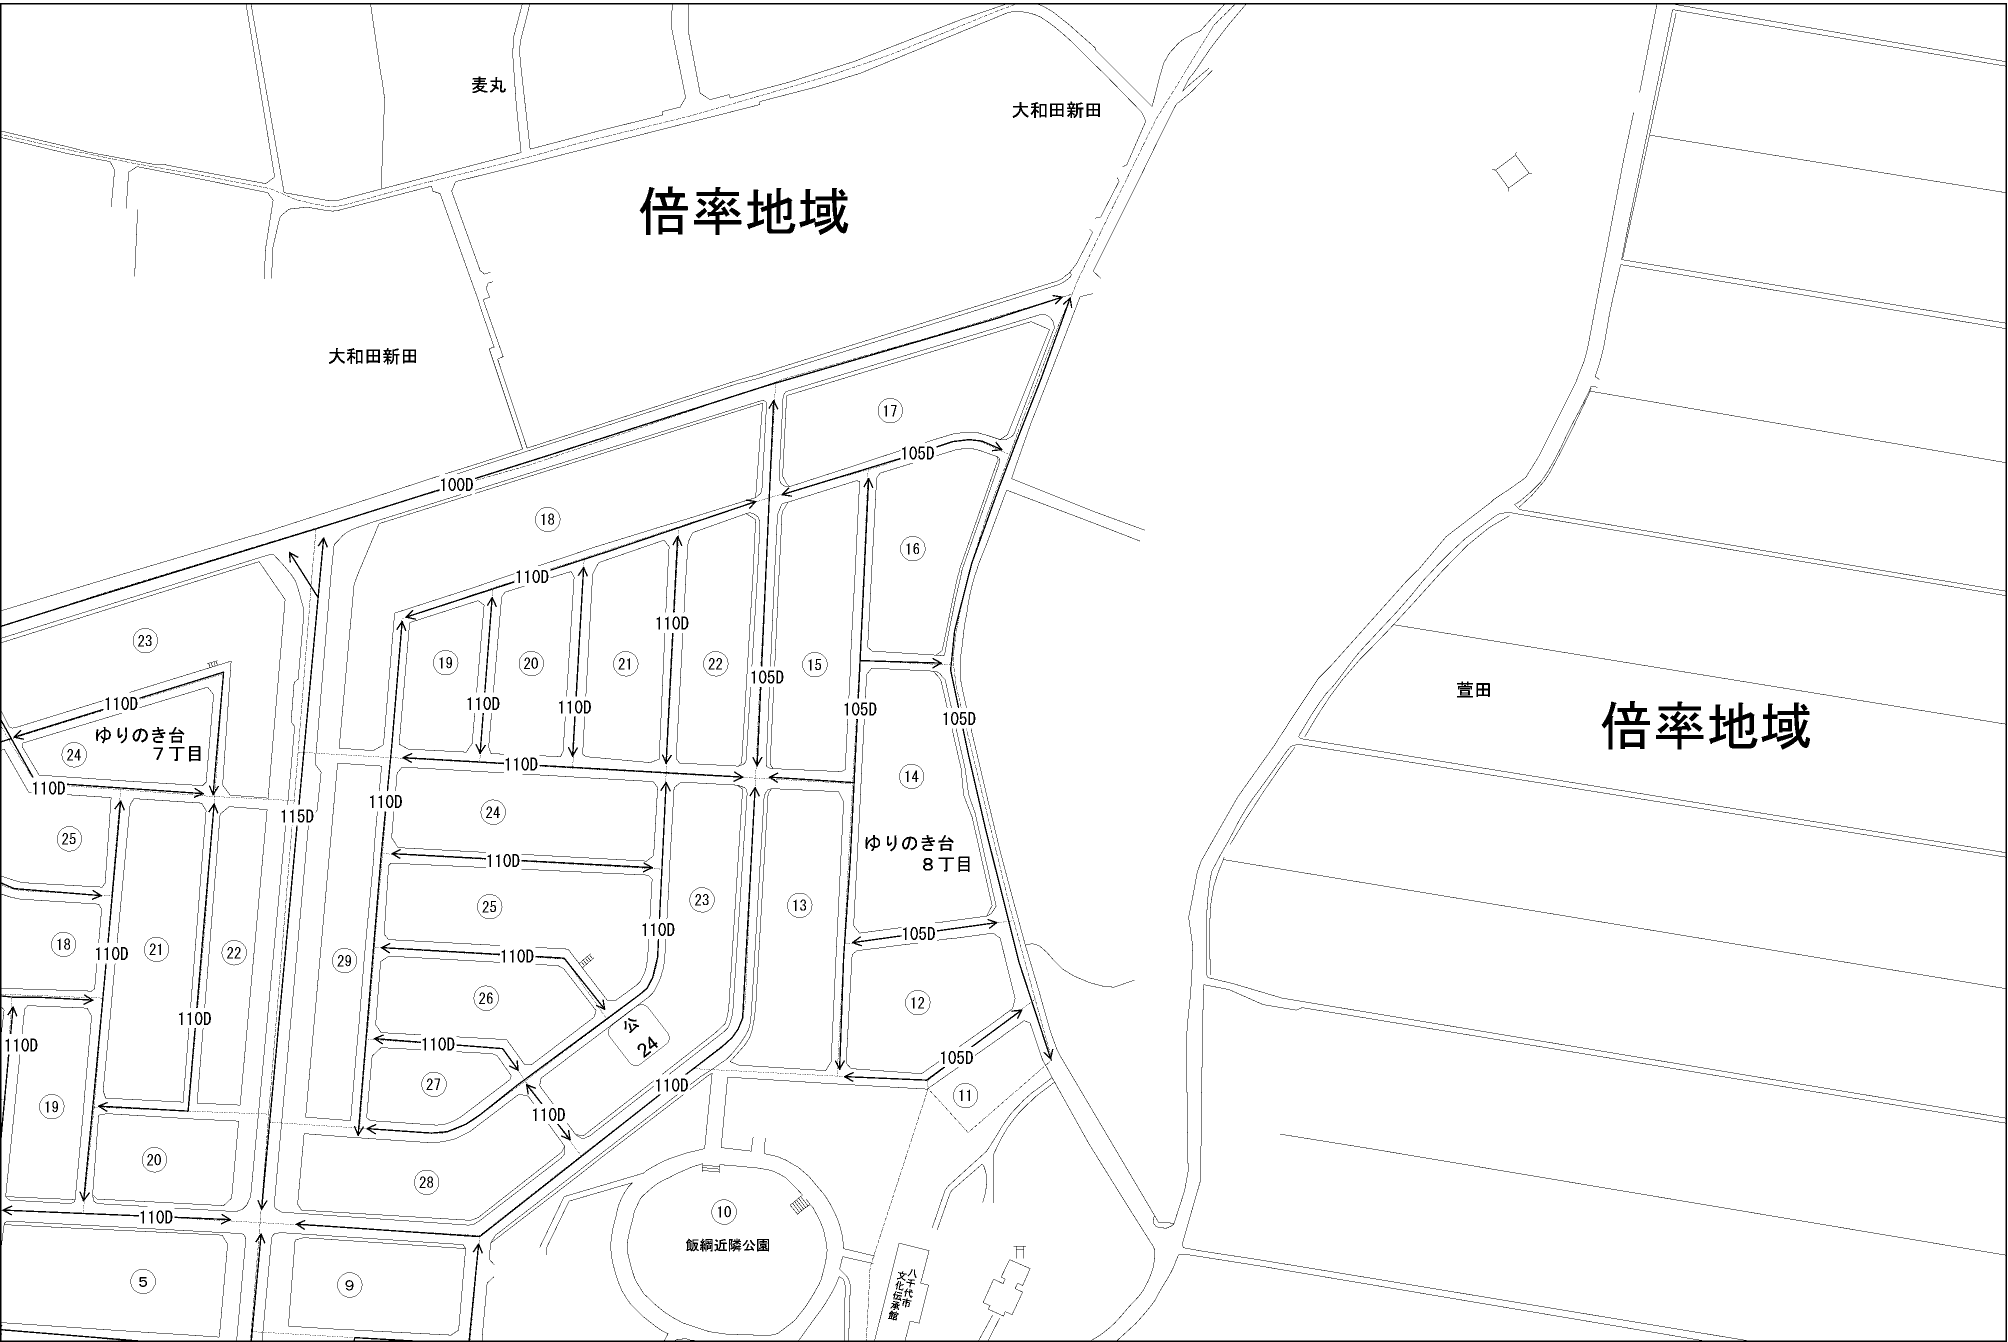 麦丸
大和田新田
倍率地域
大和田新田
⑰
105D
100D
⑱
⑯
110D
110D
㉓
⑲
⑳
㉑
㉒
⑮
105D
110D
110D
110D
105D
105D
萱田
倍率地域
ゆりのき台
7丁目
㉔
110D
110D
110D
115D
㉔
⑭
㉕
ゆりのき台
8丁目
110D
㉕
㉓
⑬
110D
105D
⑱
㉑
㉒
110D
㉙
110D
㉖
⑫
110D
公
24
110D
110D
105D
㉗
110D
⑪
⑲
110D
⑳
㉘
110D
⑩
飯綱近隣公園
⑤
⑨
八千代市
文化伝承館